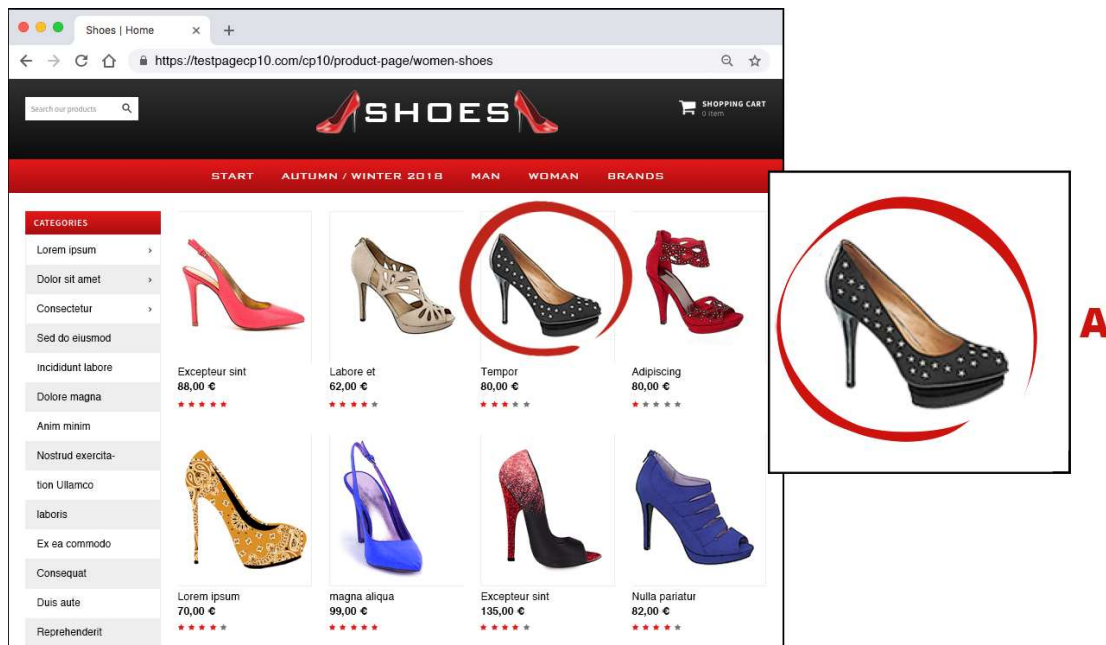 Shoes | Home
https://testpagecp10.com/cp10/product-page/women-shoes
Search our products
SHOES
SHOPPING CART
0 item
START AUTUMN / WINTER 2018 MAN WOMAN BRANDS
CATEGORIES
Lorem ipsum
Dolor sit amet
Consectetur
Sed do eiusmod
Incididunt labore
Dolore magna
Anim minim
Nostrud exercita-
tion Ullamco
laboris
Ex ea commodo
Consequat
Duis aute
Reprehenderit
Excepteur sint
88,00 €
Labore et
62,00 €
Tempor
80,00 €
Adipiscing
80,00 €
Lorem ipsum
70,00 €
magna aliqua
99,00 €
Excepteur sint
135,00 €
Nulla pariatur
82,00 €
A